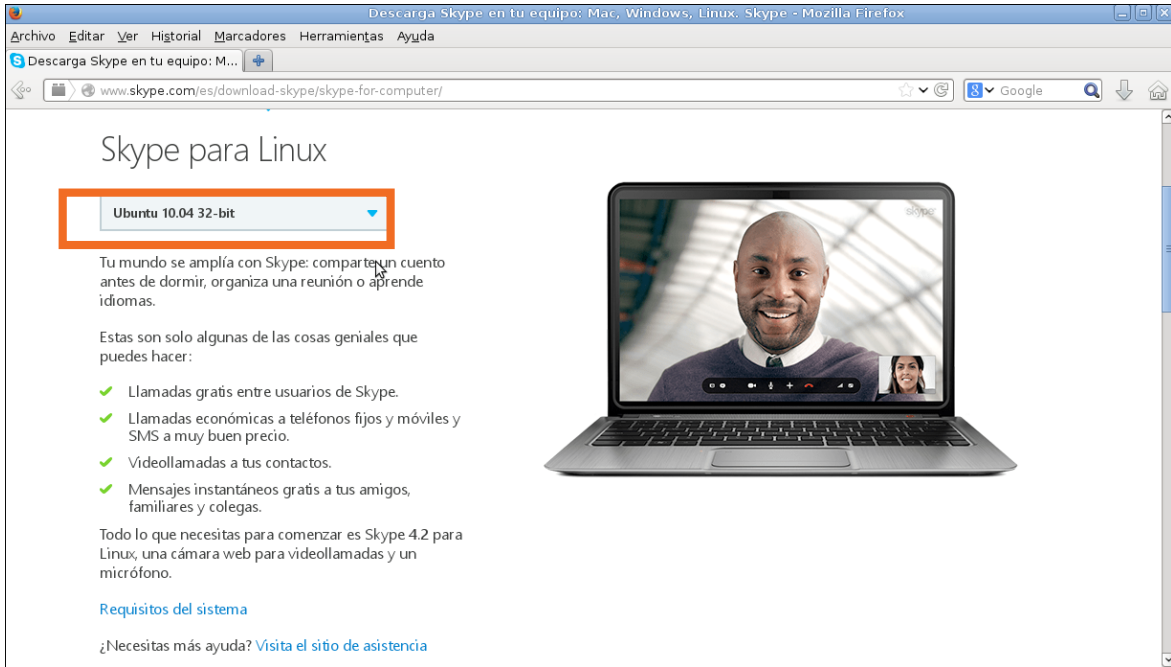 Descarga Skype en tu equipo: Mac, Windows, Linux. Skype - Mozilla Firefox
Archivo Editar Ver Historial Marcadores Herramientas Ayuda
Descarga Skype en tu equipo: M...
www.skype.com/es/download-skype/skype-for-computer/
Google
Skype para Linux
Ubuntu 10.04 32-bit
Tu mundo se amplía con Skype: comparte un cuento
antes de dormir, organiza una reunión o aprende
idiomas.
Estas son solo algunas de las cosas geniales que
puedes hacer:
Llamadas gratis entre usuarios de Skype.
Llamadas económicas a teléfonos fijos y móviles y
SMS a muy buen precio.
Videollamadas a tus contactos.
Mensajes instantáneos gratis a tus amigos,
familiares y colegas.
Todo lo que necesitas para comenzar es Skype 4.2 para
Linux, una cámara web para videollamadas y un
micrófono.
Requisitos del sistema
¿Necesitas más ayuda? Visita el sitio de asistencia
skype